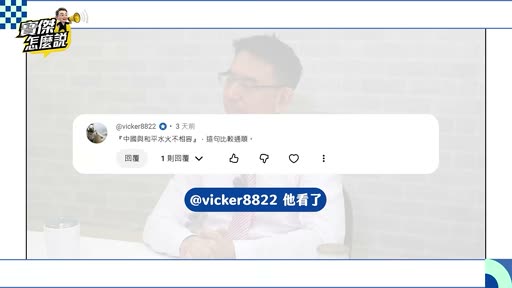 寶傑
怎麼說
@vicker8822 · 3 天前
『中國與和平水火不相容』，這句比較通順。
回覆
1 則回覆
@vicker8822 他看了